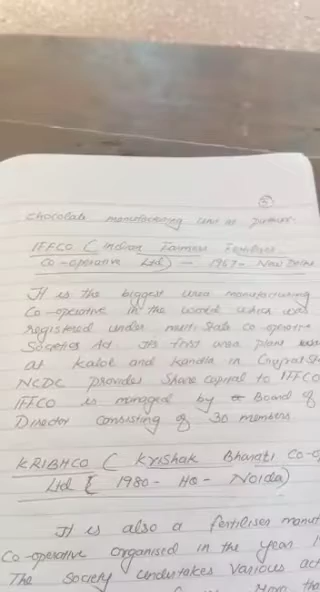 5
Chocolate manufacturing unit at
IFFCO ( Indian Farmers Fertiliser
Co-operative Ltd) — 1967 - New Delhi
It is the biggest urea manufacturing
Co-operative in the world which was
registered under multi State Co-operative
Societies Act. Its first urea plant
at Kalol and Kandla in Gujrat St
NCDC provides Share capital to IFFCO
IFFCO is managed by Board of
Director consisting of 30 members
KRIBHCO ( Krishak Bharati Co-o
Ltd ( 1980 - HQ - Noida)
It is also a fertiliser manuf
Co-operative organised in the year 1
The Society undertakes various act